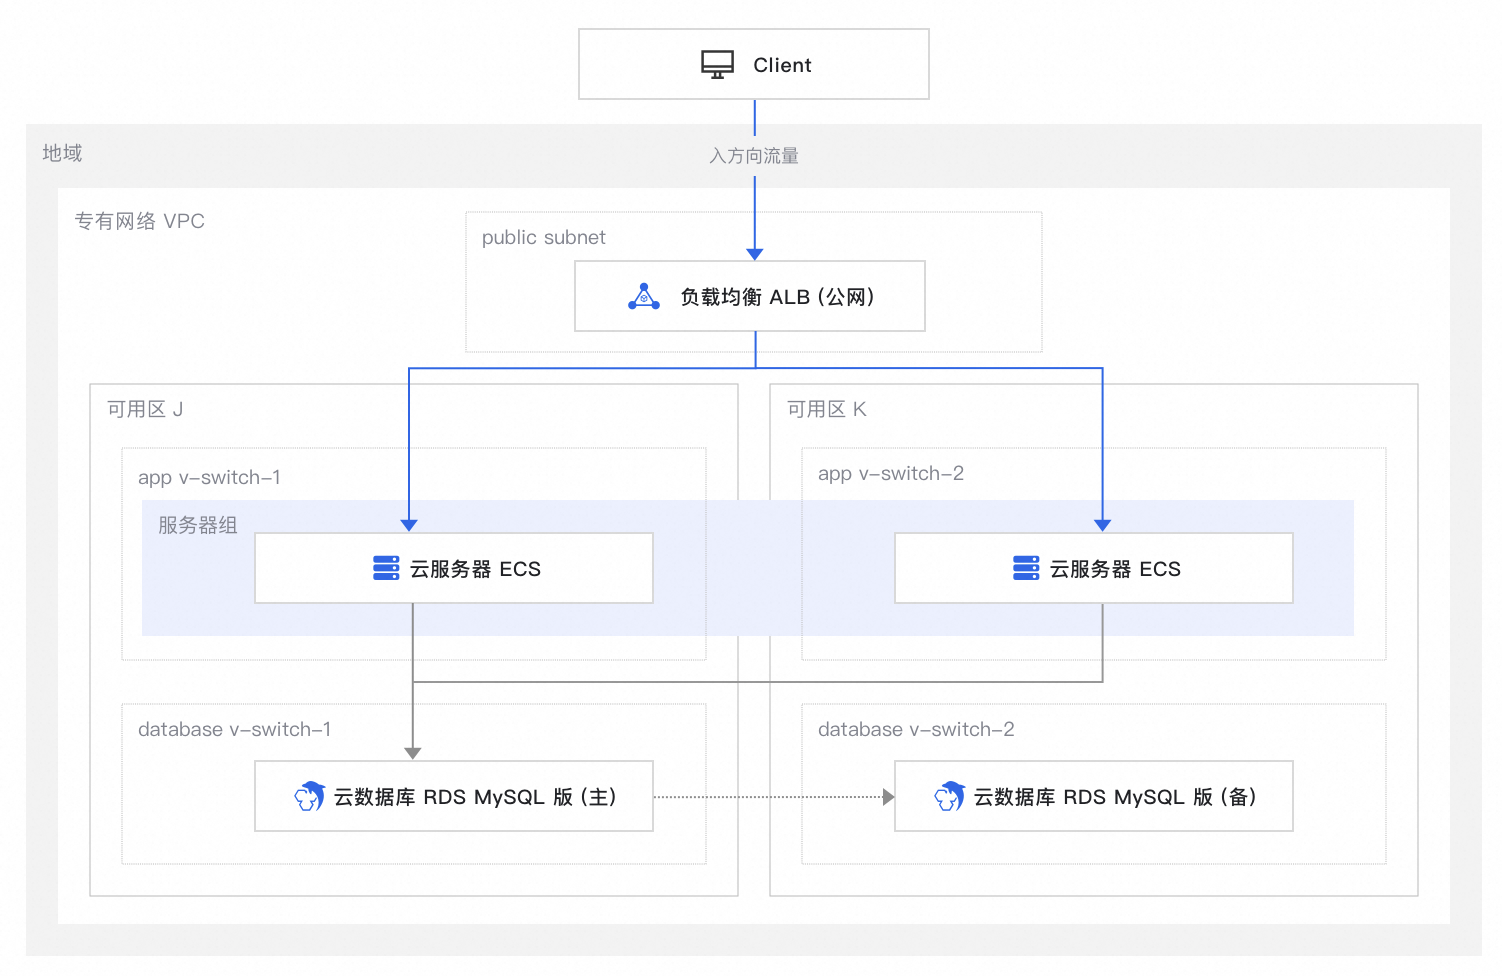 Client
地域
入方向流量
专有网络 VPC
public subnet
负载均衡 ALB（公网）
可用区 J
可用区 K
app v-switch-1
app v-switch-2
服务器组
云服务器 ECS
云服务器 ECS
database v-switch-1
database v-switch-2
云数据库 RDS MySQL 版（主）
云数据库 RDS MySQL 版（备）